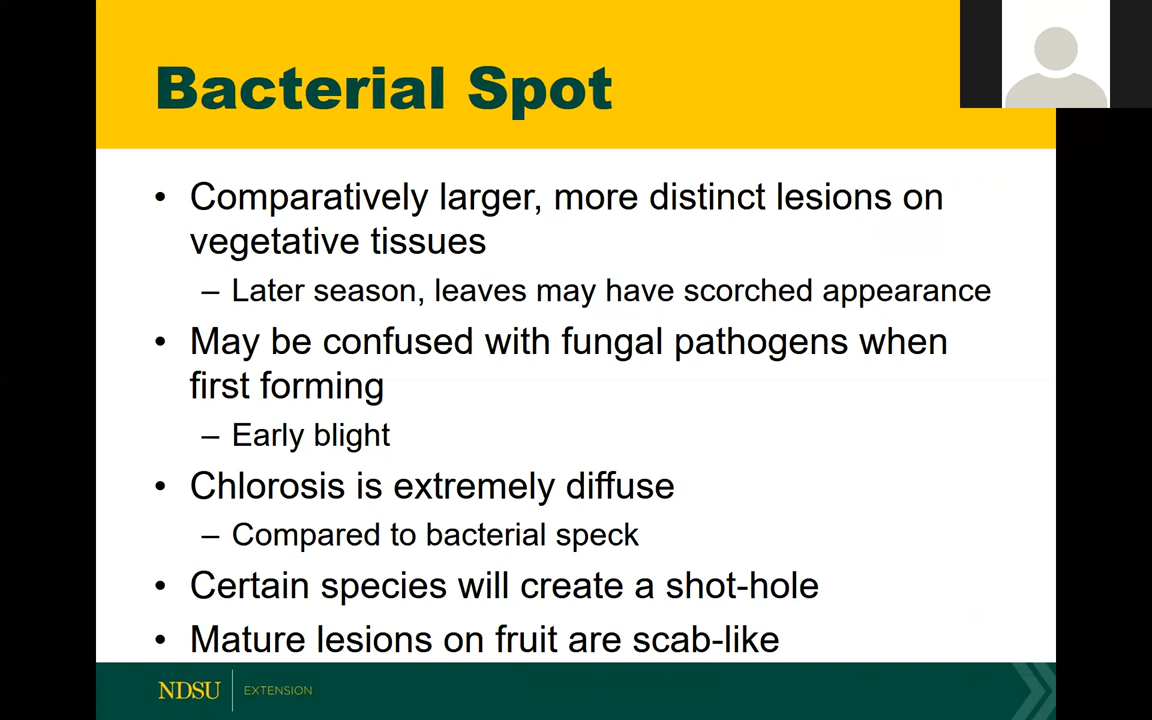 Bacterial Spot
• Comparatively larger, more distinct lesions on
vegetative tissues
– Later season, leaves may have scorched appearance
• May be confused with fungal pathogens when
first forming
– Early blight
• Chlorosis is extremely diffuse
– Compared to bacterial speck
• Certain species will create a shot-hole
• Mature lesions on fruit are scab-like
NDSU EXTENSION